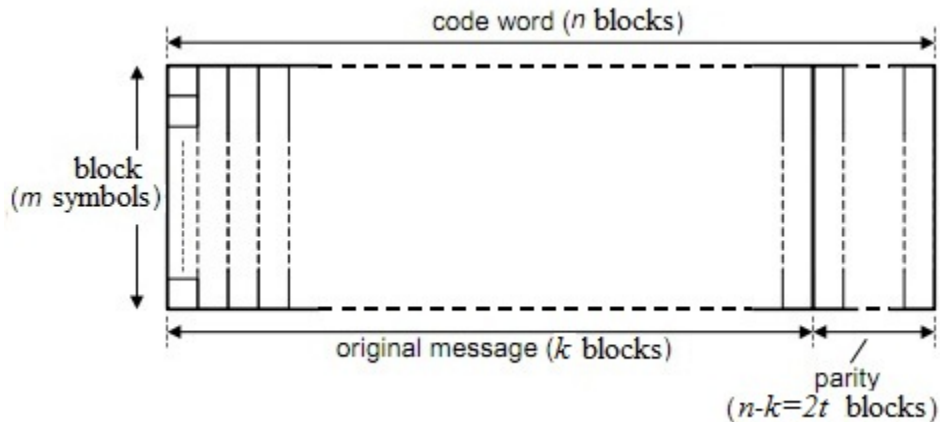 code word (n blocks)
block
(m symbols)
original message (k blocks)
parity
(n-k=2t blocks)